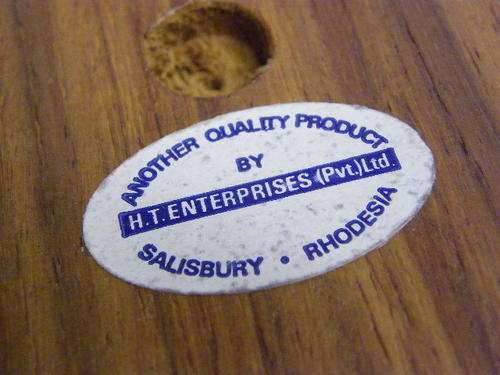 ANOTHER QUALITY PRODUCT
BY
H.T. ENTERPRISES (Pvt.) Ltd.
SALISBURY • RHODESIA